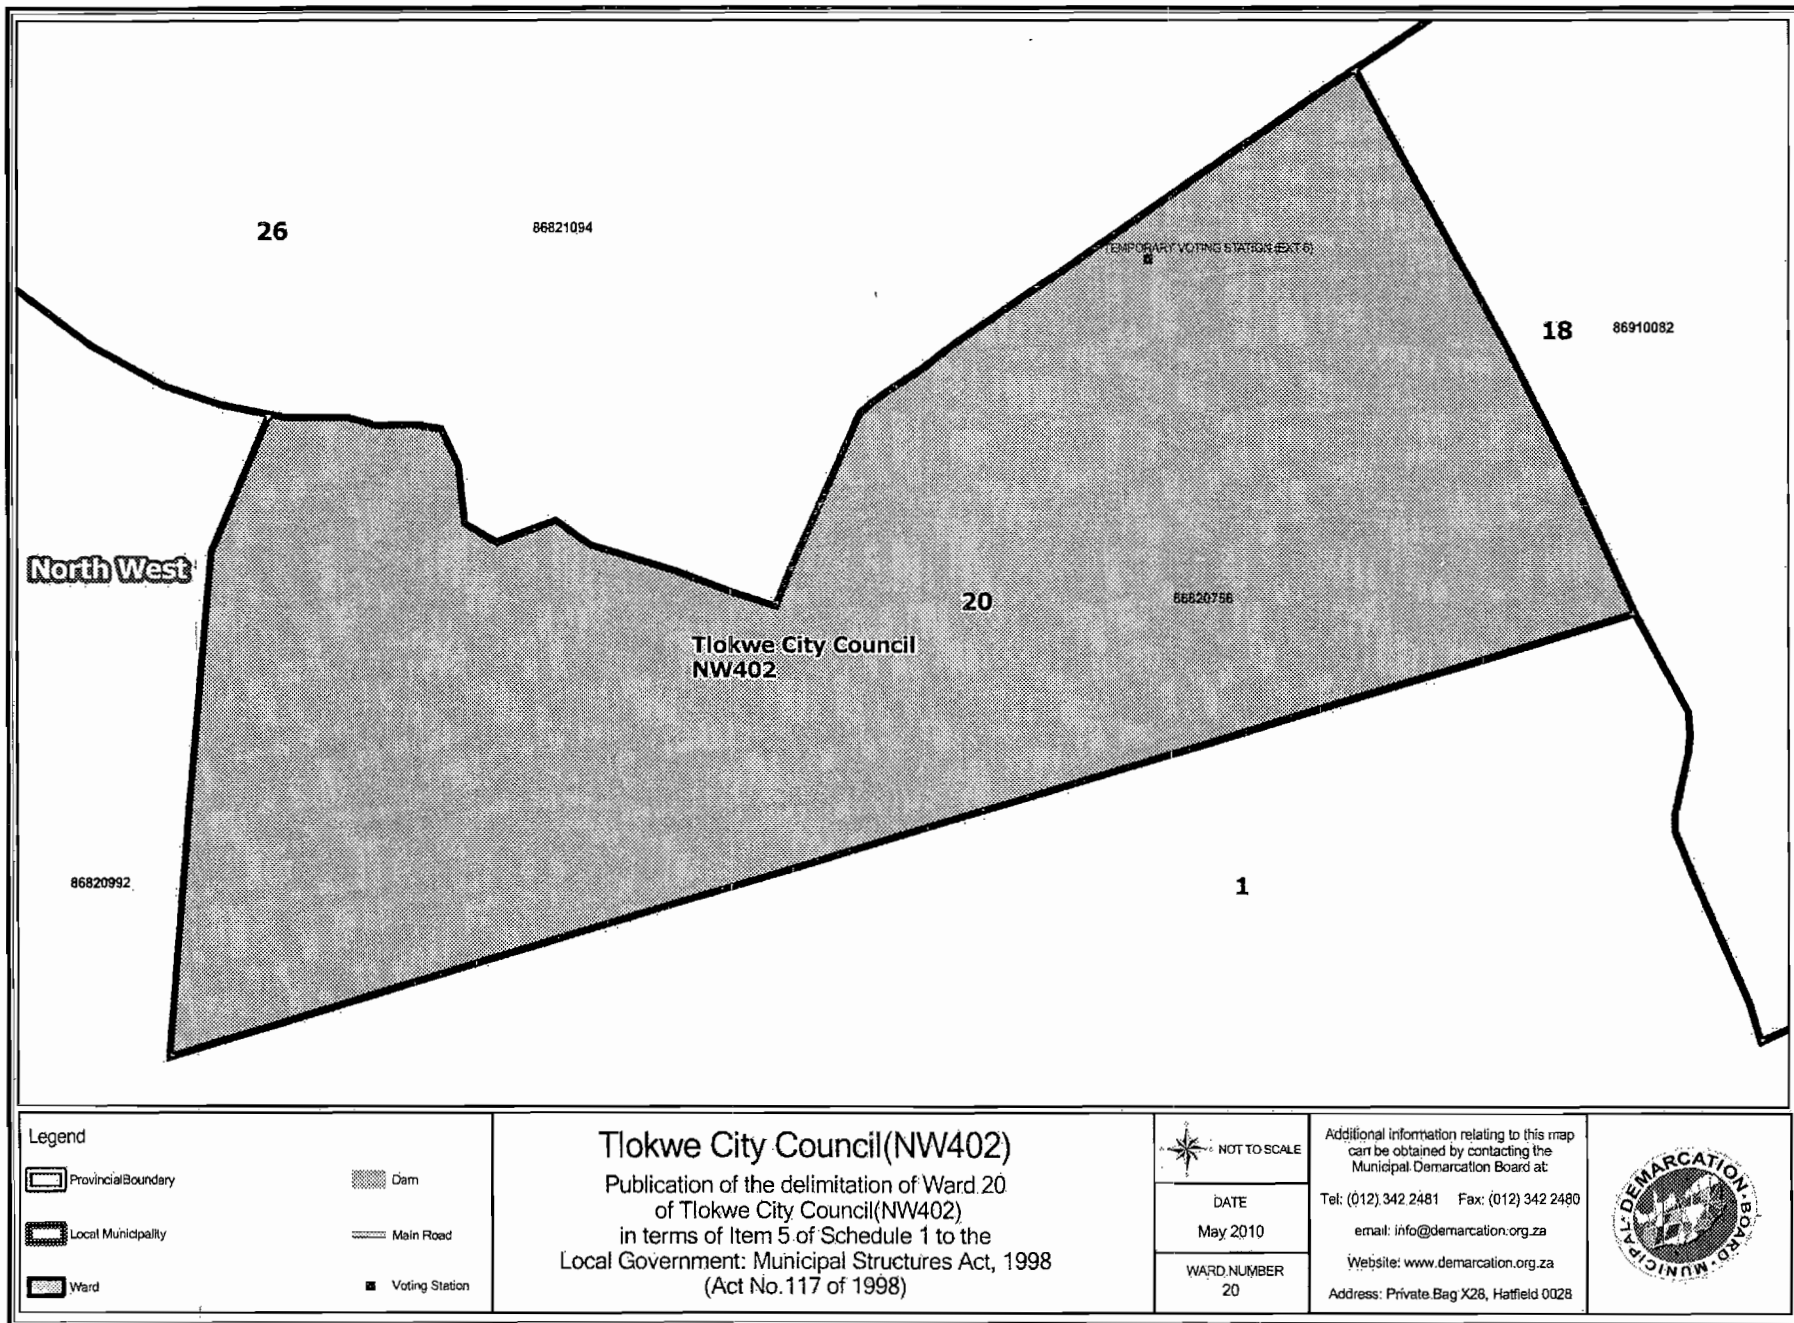 26
86821094
TEMPORARY VOTING STATION (EXT 6)
18
86910082
North West
20
86820756
Tlokwe City Council
NW402
86820992
1
Legend
ProvincialBoundary
Dam
Local Municipality
Main Road
Ward
Voting Station
Tlokwe City Council(NW402)
Publication of the delimitation of Ward 20
of Tlokwe City Council(NW402)
in terms of Item 5 of Schedule 1 to the
Local Government: Municipal Structures Act, 1998
(Act No.117 of 1998)
NOT TO SCALE
DATE
May 2010
WARD NUMBER
20
Additional information relating to this map
can be obtained by contacting the
Municipal Demarcation Board at:
Tel: (012) 342 2481 Fax: (012) 342 2480
email: info@demarcation.org.za
Website: www.demarcation.org.za
Address: Private Bag X28, Hatfield 0028
MUNICIPAL DEMARCATION BOARD